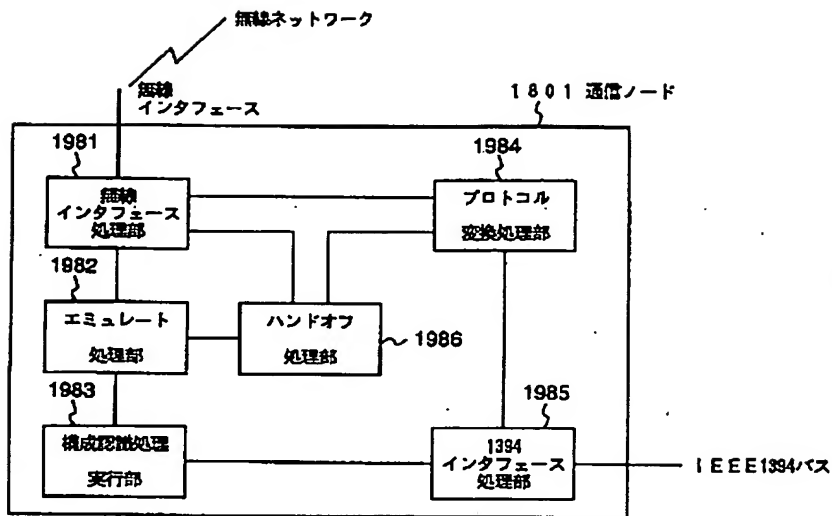 無線ネットワーク
無線
インタフェース
1801 通信ノード
1981
無線
インタフェース
処理部
1984
プロトコル
変換処理部
1982
エミュレート
処理部
ハンドオフ
処理部
1986
1983
構成認識処理
実行部
1985
1394
インタフェース
処理部
IEEE1394バス